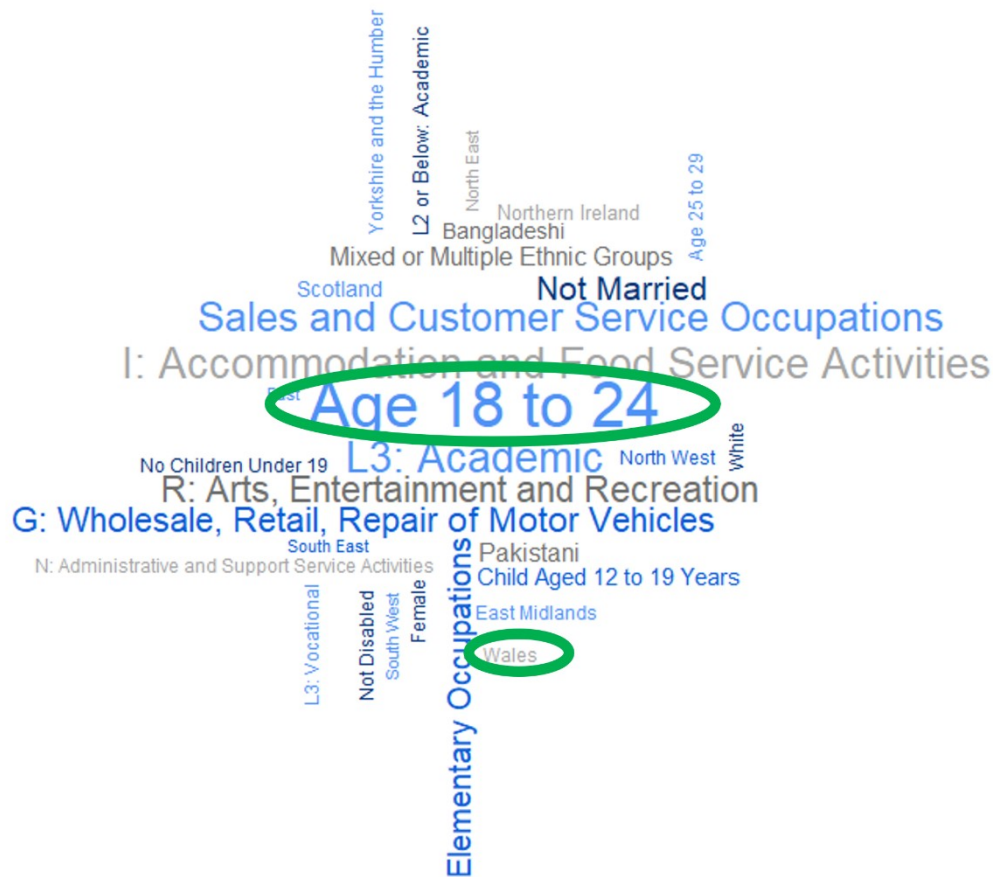 Yorkshire and the Humber
L2 or Below: Academic
North East
Age 25 to 29
Northern Ireland
Bangladeshi
Mixed or Multiple Ethnic Groups
Scotland
Not Married
Sales and Customer Service Occupations
I: Accommodation and Food Service Activities
East
Age 18 to 24
No Children Under 19
L3: Academic
North West
White
R: Arts, Entertainment and Recreation
G: Wholesale, Retail, Repair of Motor Vehicles
South East
Pakistani
N: Administrative and Support Service Activities
Child Aged 12 to 19 Years
L3: Vocational
Not Disabled
South West
Female
Elementary Occupations
East Midlands
Wales